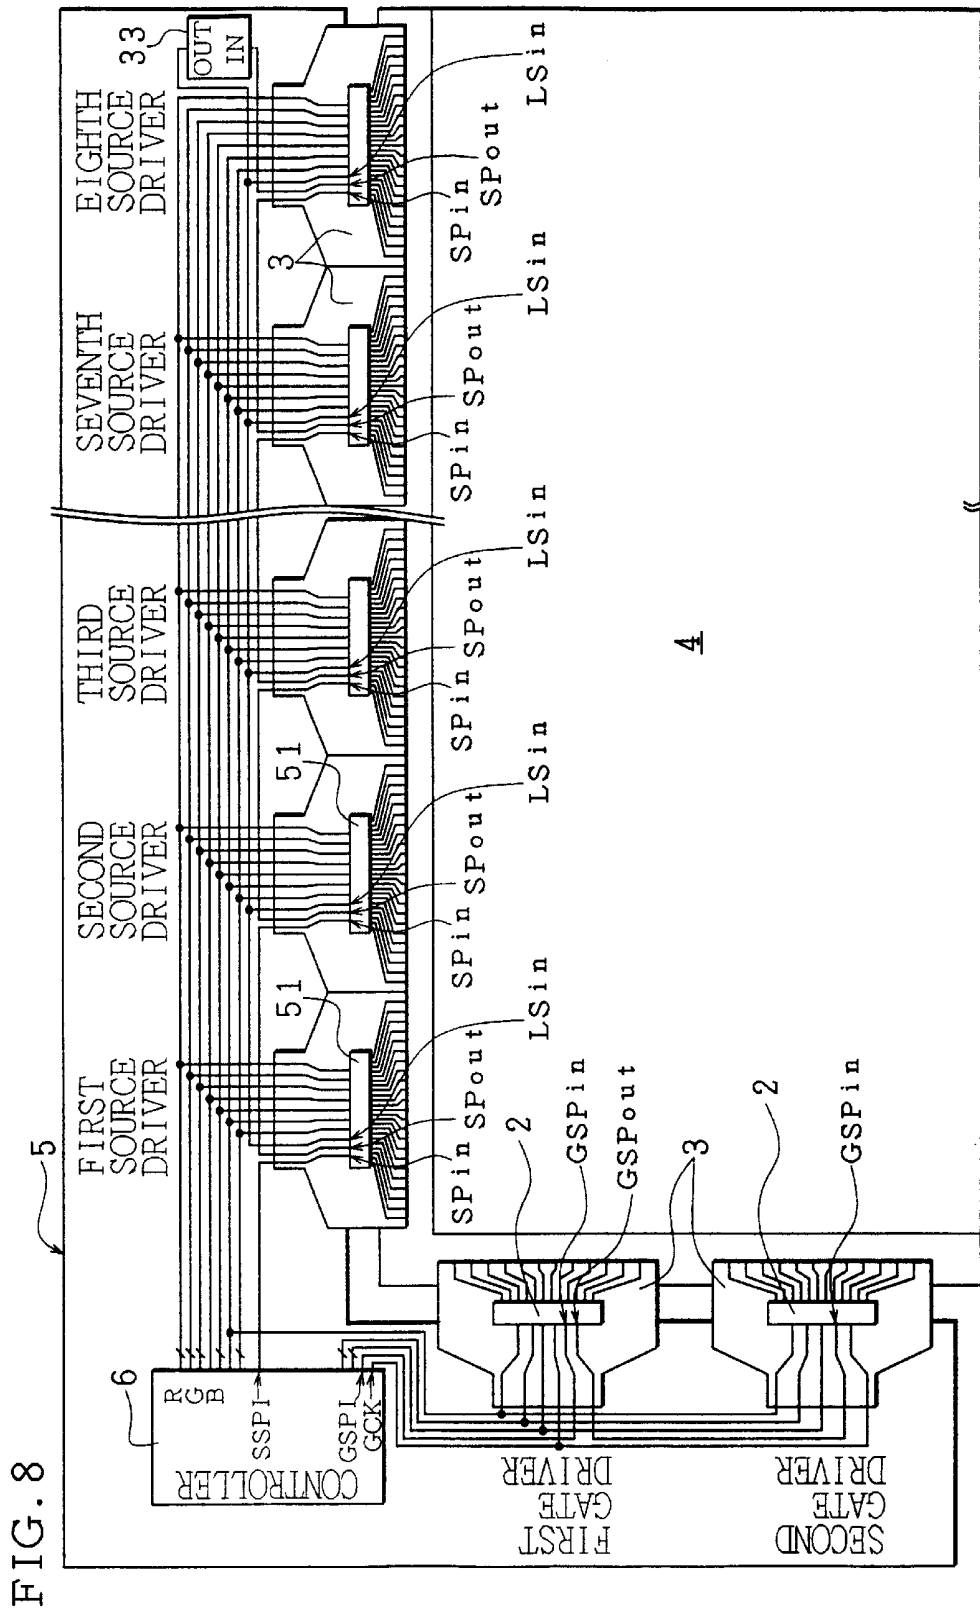 FIG. 8
5
6
CONTROLLER
R
G
B
SSPI
GSPI
GCK
FIRST
SOURCE
DRIVER
SECOND
SOURCE
DRIVER
THIRD
SOURCE
DRIVER
SEVENTH
SOURCE
DRIVER
EIGHTH
SOURCE
DRIVER
33
OUT
IN
51
51
3
SPin
SPout
LSin
SPin
SPout
LSin
SPin
SPout
LSin
SPin
SPout
LSin
SPin
SPout
LSin
4
2
GSPin
GSPout
3
2
GSPin
FIRST
GATE
DRIVER
SECOND
GATE
DRIVER